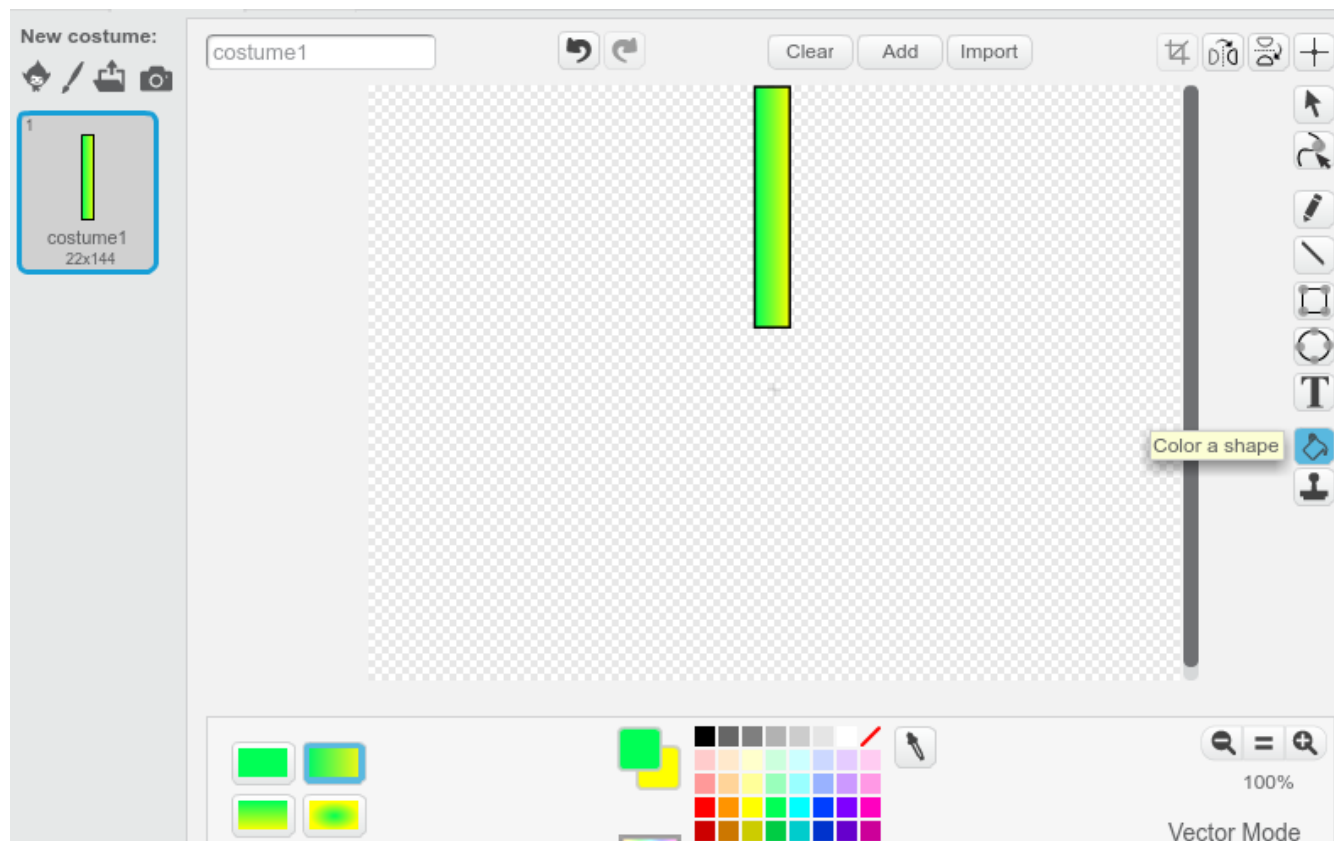 New costume:
costume1
Clear
Add
Import
1
costume1
22x144
T
Color a shape
100%
Vector Mode